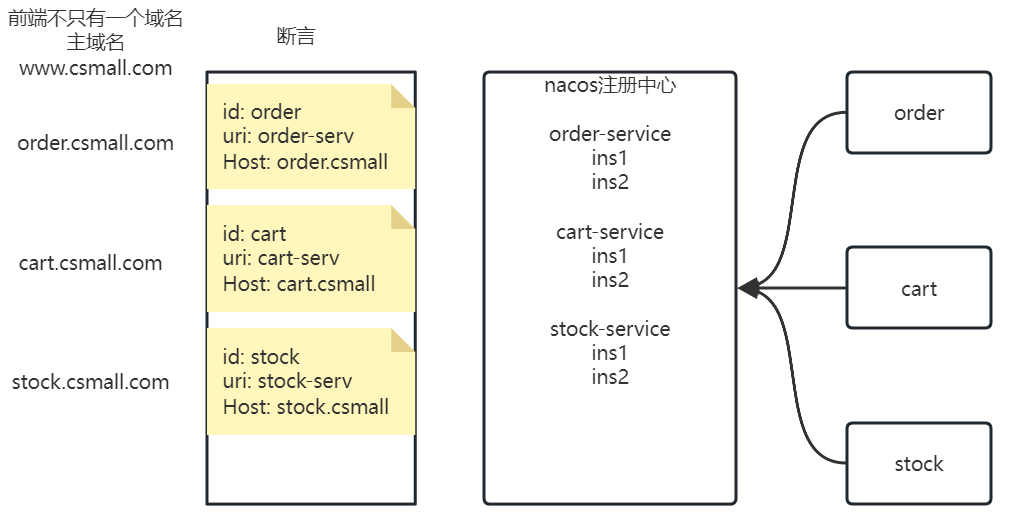 前端不只有一个域名
主域名
www.csmall.com
order.csmall.com
cart.csmall.com
stock.csmall.com
断言
id: order
uri: order-serv
Host: order.csmall
id: cart
uri: cart-serv
Host: cart.csmall
id: stock
uri: stock-serv
Host: stock.csmall
nacos注册中心
order-service
ins1
ins2
cart-service
ins1
ins2
stock-service
ins1
ins2
order
cart
stock